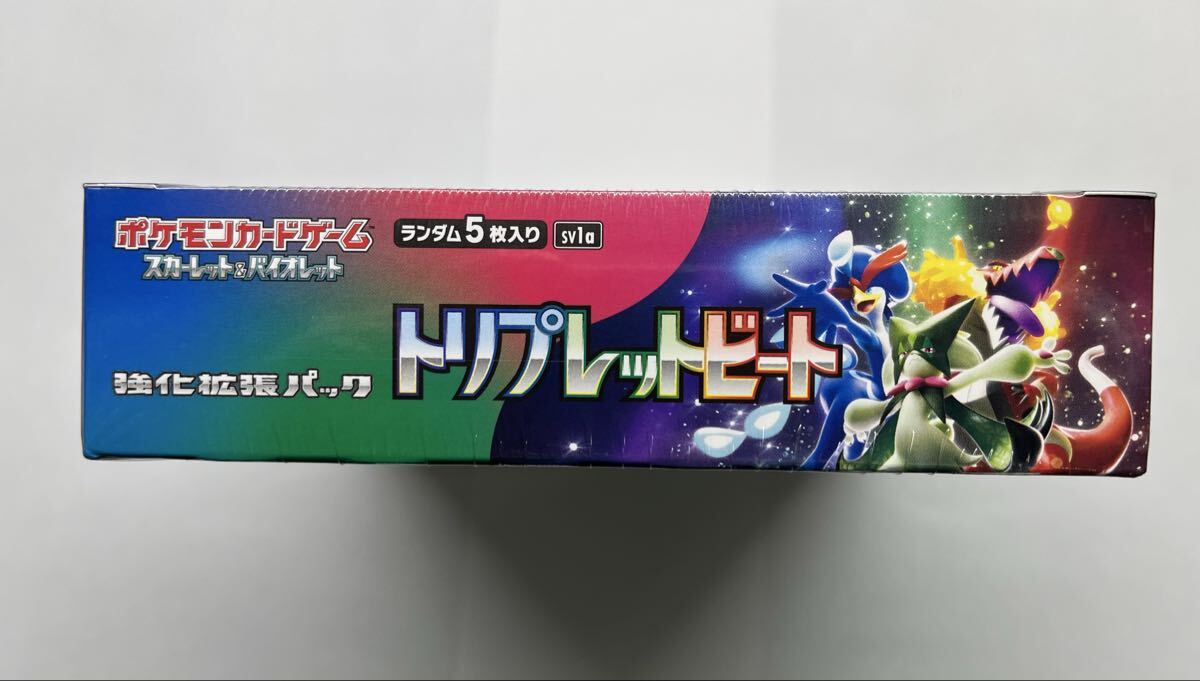 ポケモンカードゲーム™
スカーレット&バイオレット
ランダム5枚入り sv1a
強化拡張パック
トリプレットビート